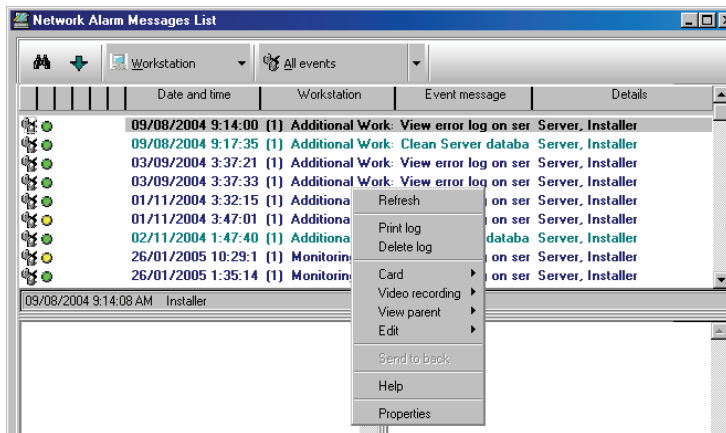 Network Alarm Messages List
Workstation All events
Date and time Workstation Event message Details
09/08/2004 9:14:00 (1) Additional Work: View error log on ser Server, Installer
09/08/2004 9:17:35 (1) Additional Work: Clean Server databa Server, Installer
03/09/2004 3:37:21 (1) Additional Work: View error log on ser Server, Installer
03/09/2004 3:37:33 (1) Additional Work: View error log on ser Server, Installer
01/11/2004 3:32:15 (1) Additiona Refresh on ser Server, Installer
01/11/2004 3:47:01 (1) Additiona Print log on ser Server, Installer
02/11/2004 1:47:40 (1) Additiona Delete log databa Server, Installer
26/01/2005 10:29:1 (1) Monitoring on ser Server, Installer
26/01/2005 1:35:14 (1) Monitoring Card on ser Server, Installer
09/08/2004 9:14:08 AM Installer Video recording
View parent
Edit
Send to back
Help
Properties